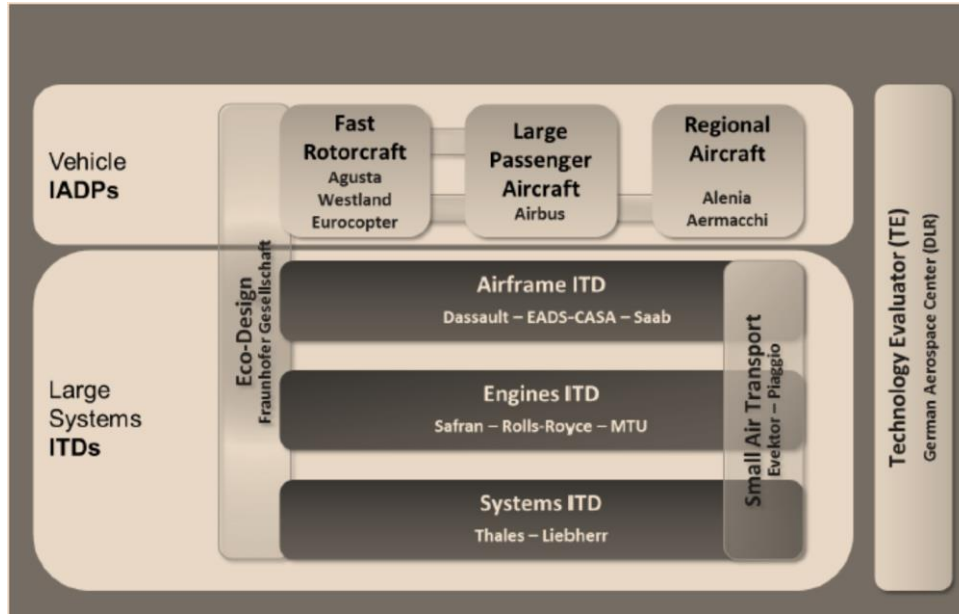 Vehicle
IADPs
Fast
Rotorcraft
Agusta
Westland
Eurocopter
Large
Passenger
Aircraft
Airbus
Regional
Aircraft
Alenia
Aermacchi
Large
Systems
ITDs
Eco-Design
Fraunhofer Gesellschaft
Airframe ITD
Dassault – EADS-CASA – Saab
Engines ITD
Safran – Rolls-Royce – MTU
Systems ITD
Thales – Liebherr
Small Air Transport
Evektor – Piaggio
Technology Evaluator (TE)
German Aerospace Center (DLR)